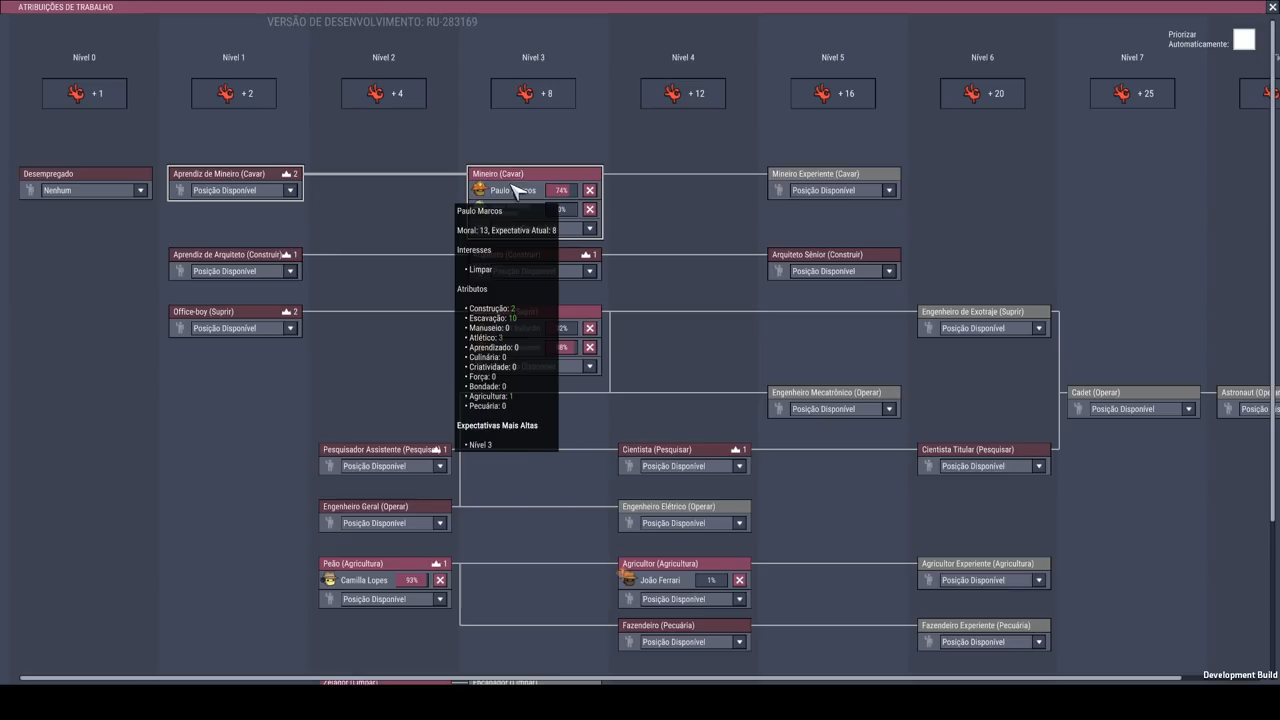 ATRIBUIÇÕES DE TRABALHO
VERSÃO DE DESENVOLVIMENTO: RU-283169
Priorizar
Automaticamente:
Nível 0
Nível 1
Nível 2
Nível 3
Nível 4
Nível 5
Nível 6
Nível 7
+ 1
+ 2
+ 4
+ 8
+ 12
+ 16
+ 20
+ 25
Desempregado
Nenhum
Aprendiz de Mineiro (Cavar) 2
Posição Disponível
Mineiro (Cavar)
Paulo Marcos 74%
Mineiro Experiente (Cavar)
Posição Disponível
Paulo Marcos
Moral: 13, Expectativa Atual: 8
Interesses
• Limpar
Atributos
• Construção: 2
• Escavação: 10
• Manuseio: 0
• Atlético: 3
• Aprendizado: 0
• Culinária: 0
• Criatividade: 0
• Força: 0
• Bondade: 0
• Agricultura: 1
• Pecuária: 0
Expectativas Mais Altas
• Nível 3
Aprendiz de Arquiteto (Construir) 1
Posição Disponível
1
Arquiteto Sênior (Construir)
Posição Disponível
Office-boy (Suprir) 2
Posição Disponível
Engenheiro de Exotraje (Suprir)
Posição Disponível
Engenheiro Mecatrônico (Operar)
Posição Disponível
Cadet (Operar)
Posição Disponível
Astronaut
Pesquisador Assistente 1
Posição Disponível
Cientista (Pesquisar) 1
Posição Disponível
Cientista Titular (Pesquisar)
Posição Disponível
Engenheiro Geral (Operar)
Posição Disponível
Engenheiro Elétrico (Operar)
Posição Disponível
Peão (Agricultura) 1
Camilla Lopes 93%
Posição Disponível
Agricultor (Agricultura)
João Ferrari 1%
Posição Disponível
Agricultor Experiente (Agricultura)
Posição Disponível
Fazendeiro (Pecuária)
Posição Disponível
Fazendeiro Experiente (Pecuária)
Posição Disponível
Development Build